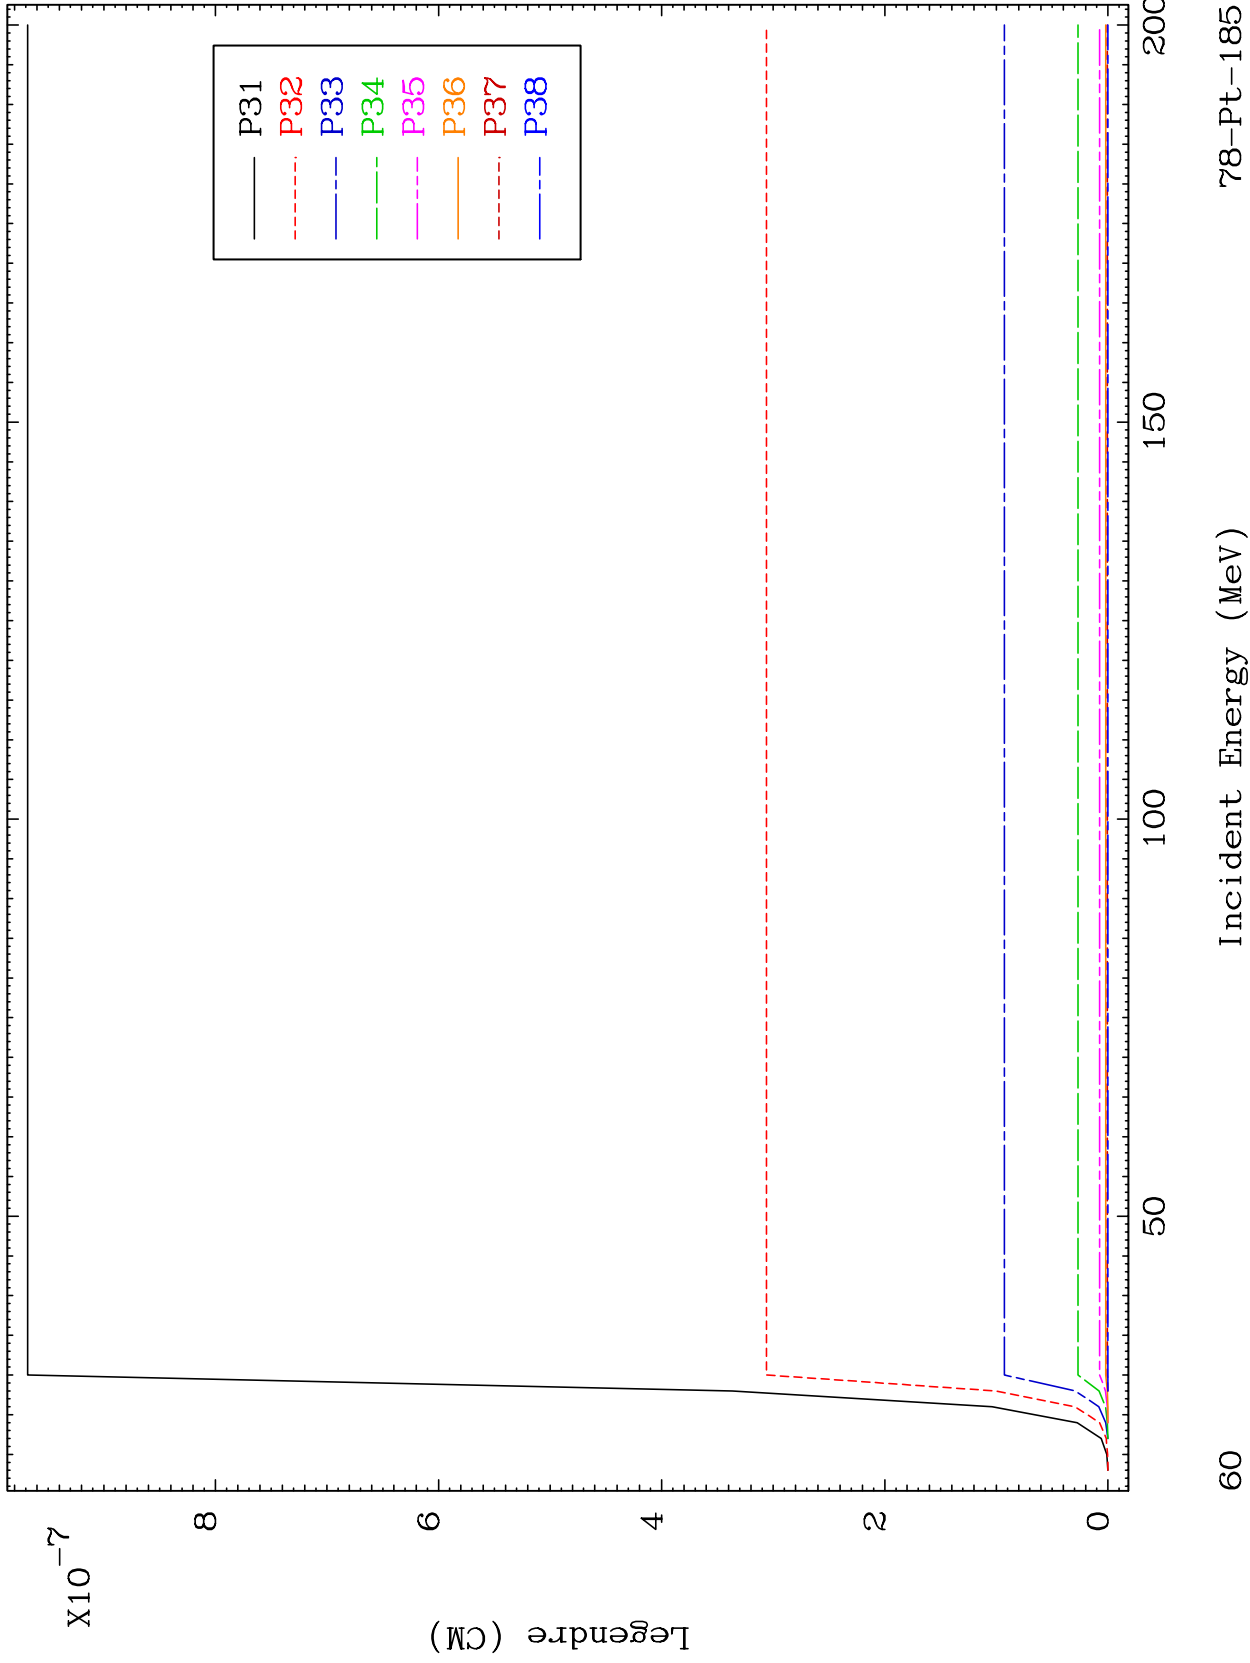 X10^-7
Legendre (CM)
8
6
4
2
0
P31
P32
P33
P34
P35
P36
P37
P38
50
100
150
200
Incident Energy (MeV)
60
78-Pt-185